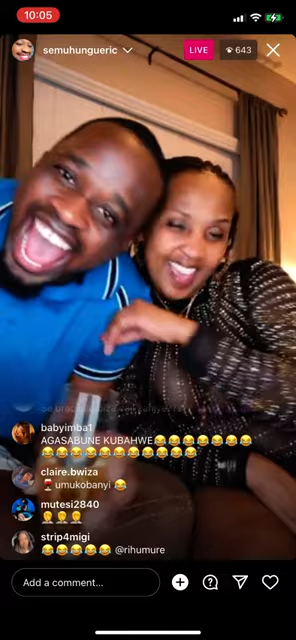 10:05
semuhungueric
LIVE
643
babyimba1
AGASABUNE KUBAHWE😂😂😂😂😂😂😂
😂😂😂😂😂😂😂😂😂😂😂😂
claire.bwiza
🍷umukobanyi 😂
mutesi2840
🤦🤦🤦
strip4migi
😂😂😂😂😂 @rihumure
Add a comment...